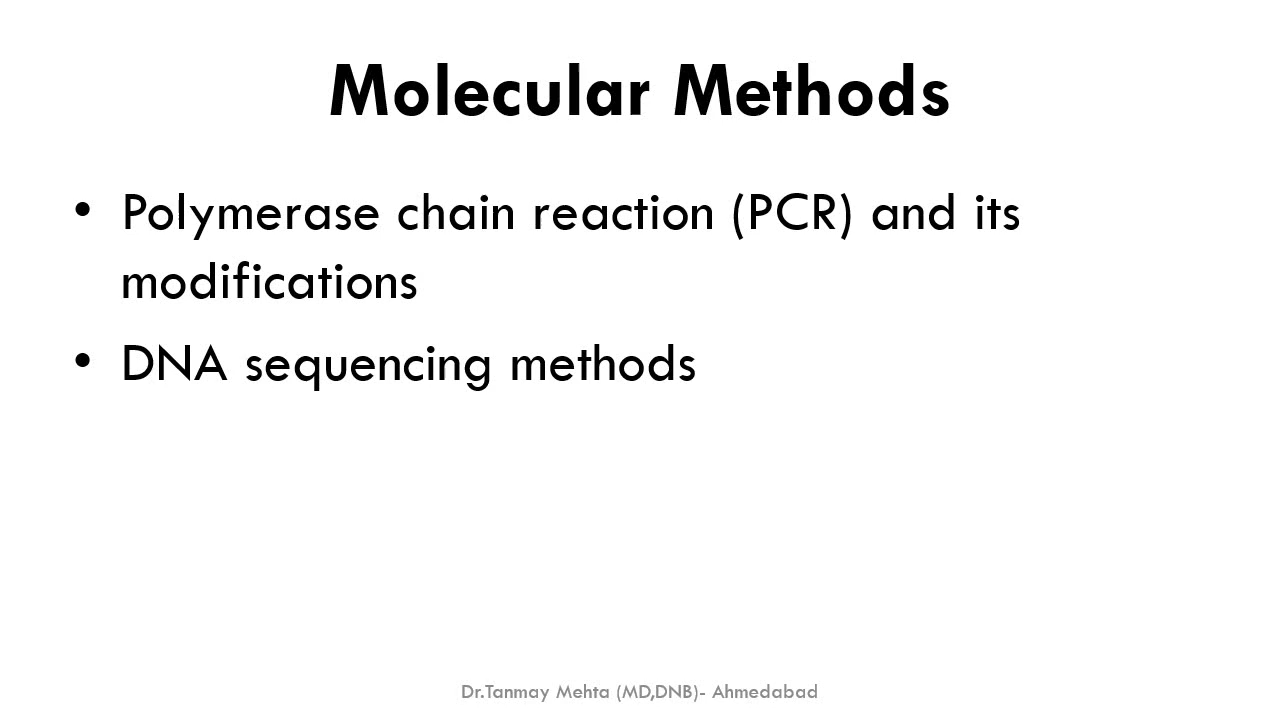 Molecular Methods
• Polymerase chain reaction (PCR) and its
modifications
• DNA sequencing methods
Dr.Tanmay Mehta (MD,DNB)- Ahmedabad